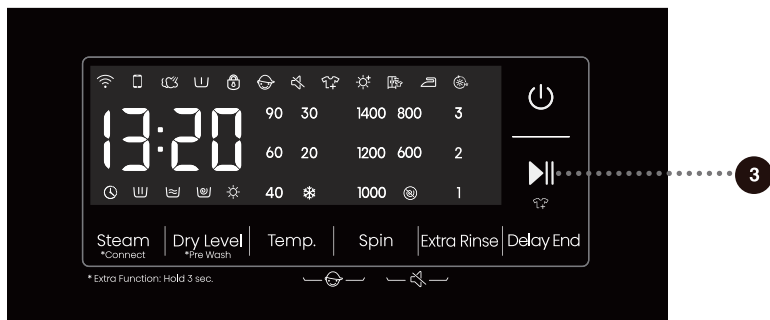 13:20
90 30 1400 800 3
60 20 1200 600 2
40 1000 1
3
Steam Dry Level Temp. Spin Extra Rinse Delay End
*Connect *Pre Wash
* Extra Function: Hold 3 sec.